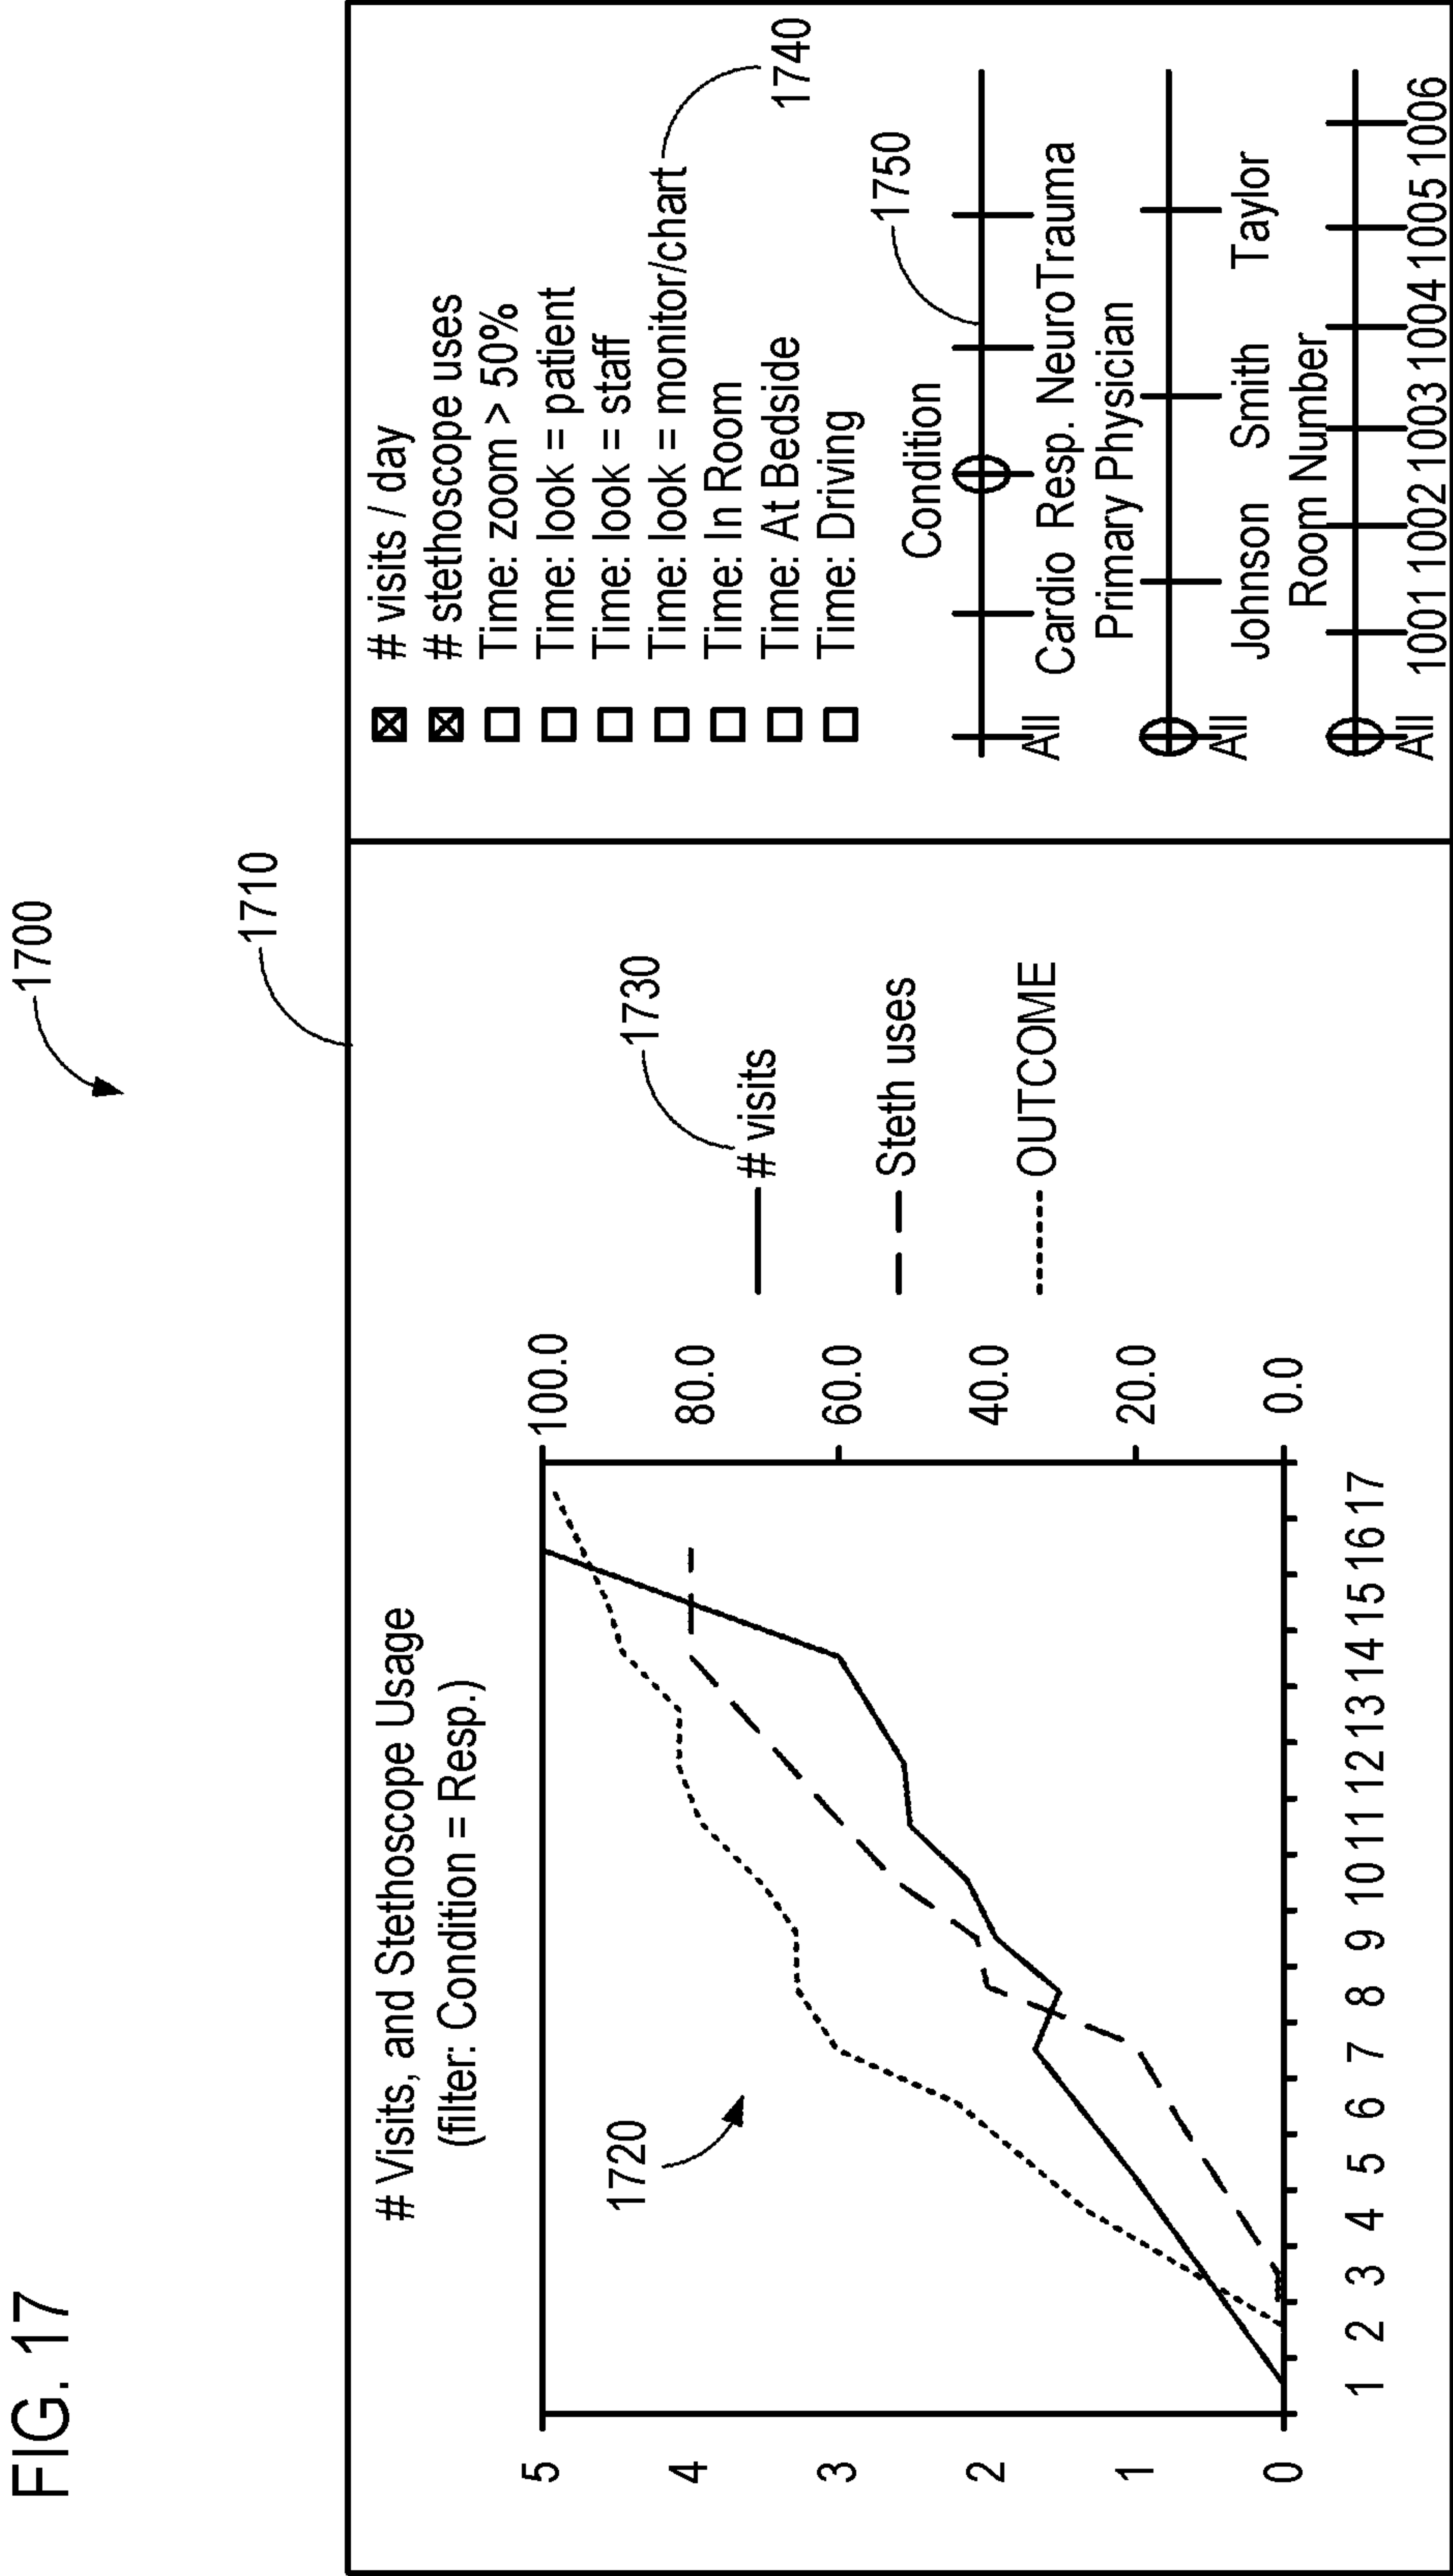 FIG. 17
1700
1710
# Visits, and Stethoscope Usage
(filter: Condition = Resp.)
5
4
3
2
1
0
100.0
80.0
60.0
40.0
20.0
0.0
1 2 3 4 5 6 7 8 9 10 11 12 13 14 15 16 17
1720
1730
# visits
Steth uses
OUTCOME
# visits / day
# stethoscope uses
Time: zoom > 50%
Time: look = patient
Time: look = staff
Time: look = monitor/chart
Time: In Room
Time: At Bedside
Time: Driving
1740
Condition
1750
All Cardio Resp. Neuro Trauma
Primary Physician
All Johnson Smith Taylor
Room Number
All 1001 1002 1003 1004 1005 1006